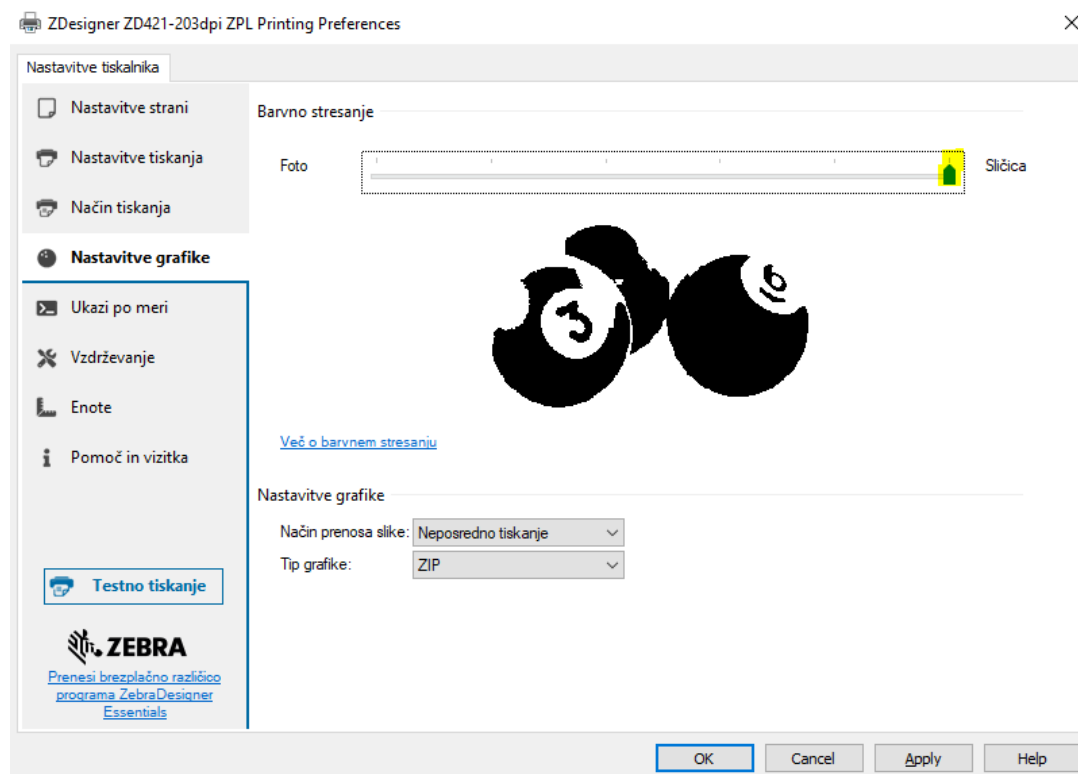 ZDesigner ZD421-203dpi ZPL Printing Preferences
Nastavitve tiskalnika
Nastavitve strani
Nastavitve tiskanja
Način tiskanja
Nastavitve grafike
Ukazi po meri
Vzdrževanje
Enote
Pomoč in vizitka
Testno tiskanje
ZEBRA
Prenesi brezplačno različico
programa ZebraDesigner
Essentials
Barvno stresanje
Foto
Sličica
3
16
Več o barvnem stresanju
Nastavitve grafike
Način prenosa slike: Neposredno tiskanje
Tip grafike: ZIP
OK Cancel Apply Help